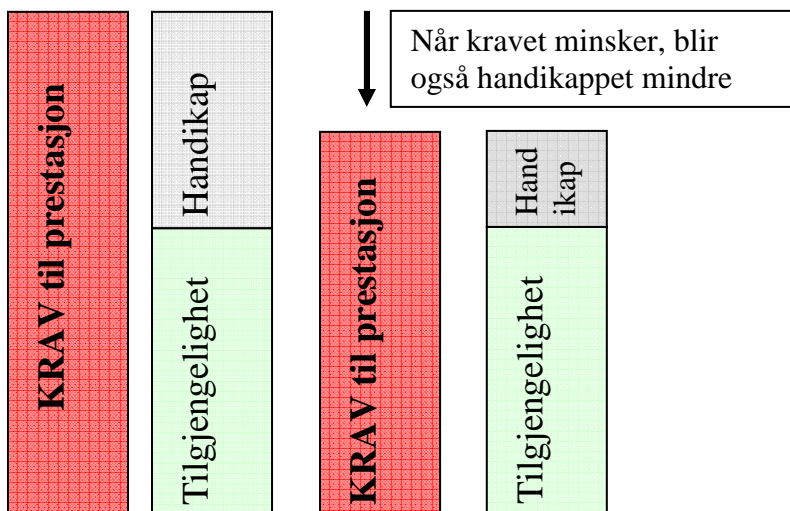 KRAV til prestasjon
Handikap
Tilgjengelighet
Når kravet minsker, blir
også handikappet mindre
KRAV til prestasjon
Hand
ikap
Tilgjengelighet